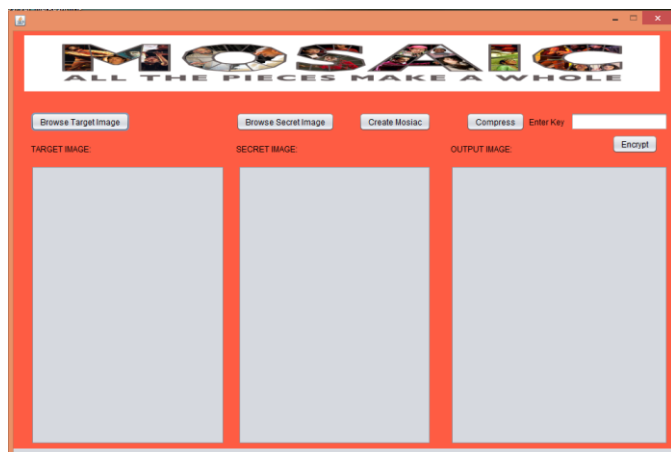 MOSAIC
ALL THE PIECES MAKE A WHOLE
Browse Target Image Browse Secret Image Create Mosiac Compress Enter Key
TARGET IMAGE: SECRET IMAGE: OUTPUT IMAGE: Encrypt